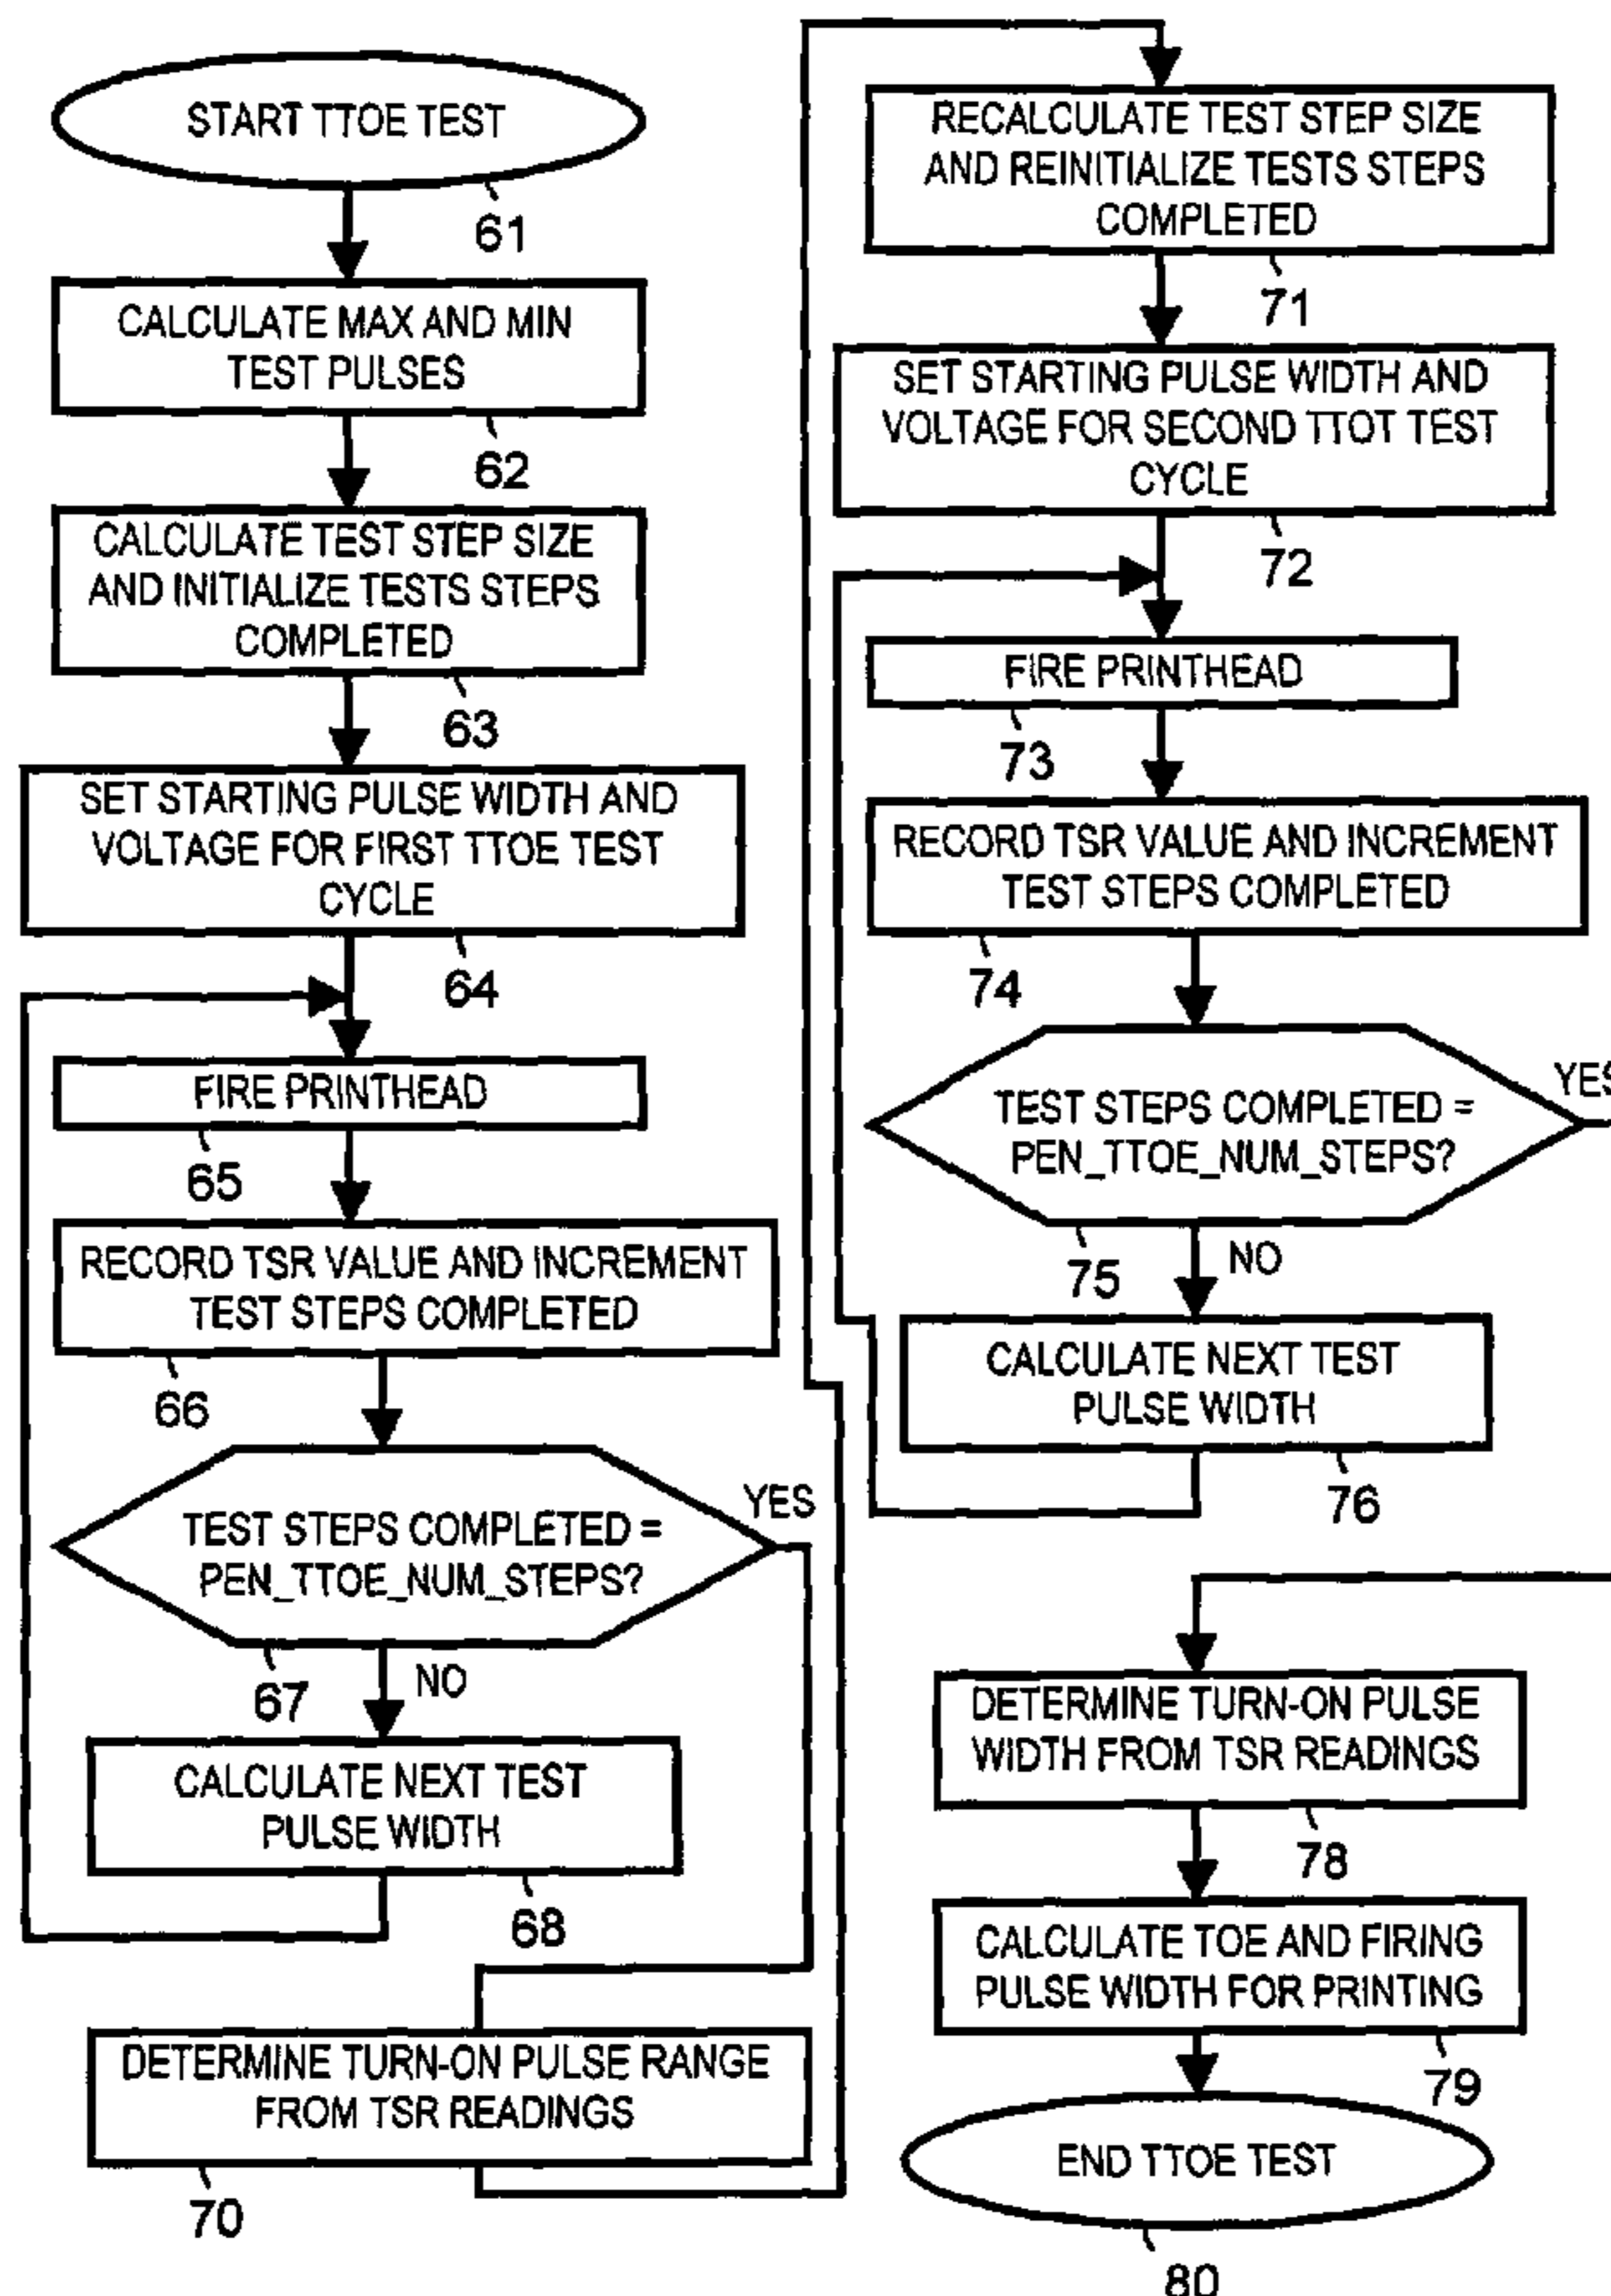 START TTOE TEST
61
CALCULATE MAX AND MIN
TEST PULSES
62
CALCULATE TEST STEP SIZE
AND INITIALIZE TESTS STEPS
COMPLETED
63
SET STARTING PULSE WIDTH AND
VOLTAGE FOR FIRST TTOE TEST
CYCLE
64
FIRE PRINTHEAD
65
RECORD TSR VALUE AND INCREMENT
TEST STEPS COMPLETED
66
TEST STEPS COMPLETED =
PEN_TTOE_NUM_STEPS?
YES
67
NO
CALCULATE NEXT TEST
PULSE WIDTH
68
DETERMINE TURN-ON PULSE RANGE
FROM TSR READINGS
70
RECALCULATE TEST STEP SIZE
AND REINITIALIZE TESTS STEPS
COMPLETED
71
SET STARTING PULSE WIDTH AND
VOLTAGE FOR SECOND TTOT TEST
CYCLE
72
FIRE PRINTHEAD
73
RECORD TSR VALUE AND INCREMENT
TEST STEPS COMPLETED
74
TEST STEPS COMPLETED =
PEN_TTOE_NUM_STEPS?
YES
75
NO
CALCULATE NEXT TEST
PULSE WIDTH
76
DETERMINE TURN-ON PULSE
WIDTH FROM TSR READINGS
78
CALCULATE TOE AND FIRING
PULSE WIDTH FOR PRINTING
79
END TTOE TEST
80